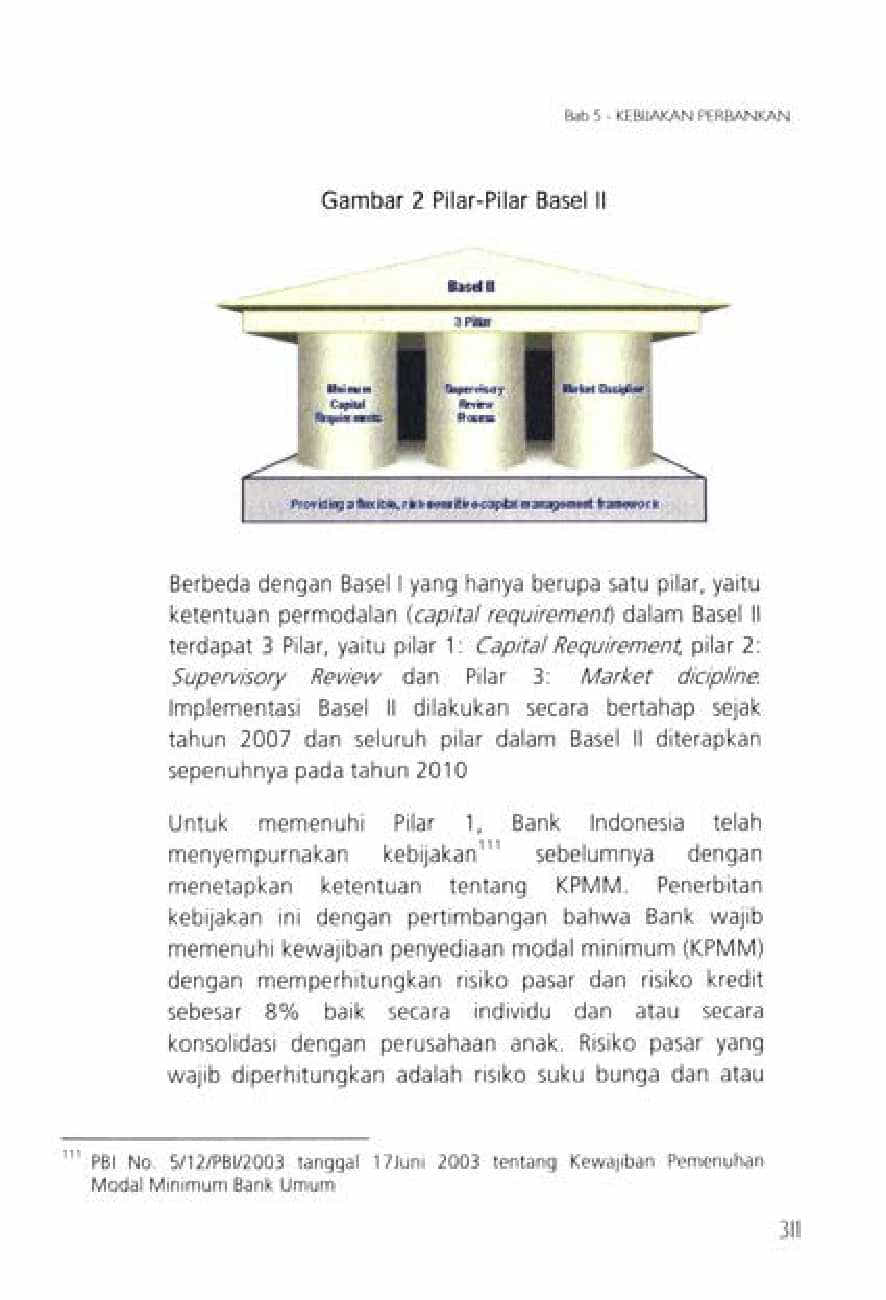 Bab 5 - KEBIJAKAN PERBANKAN
Gambar 2 Pilar-Pilar Basel II
Basel II
3 Pillar
Minimum
Capital
Requirements
Supervisory
Review
Process
Market Discipline
Providing a flexible, risk-sensitive capital management framework
Berbeda dengan Basel I yang hanya berupa satu pilar, yaitu
ketentuan permodalan (capital requirement) dalam Basel II
terdapat 3 Pilar, yaitu pilar 1: Capital Requirement, pilar 2:
Supervisory Review dan Pilar 3: Market dicipline.
Implementasi Basel II dilakukan secara bertahap sejak
tahun 2007 dan seluruh pilar dalam Basel II diterapkan
sepenuhnya pada tahun 2010
Untuk memenuhi Pilar 1, Bank Indonesia telah
menyempurnakan kebijakan111 sebelumnya dengan
menetapkan ketentuan tentang KPMM. Penerbitan
kebijakan ini dengan pertimbangan bahwa Bank wajib
memenuhi kewajiban penyediaan modal minimum (KPMM)
dengan memperhitungkan risiko pasar dan risiko kredit
sebesar 8% baik secara individu dan atau secara
konsolidasi dengan perusahaan anak. Risiko pasar yang
wajib diperhitungkan adalah risiko suku bunga dan atau
111 PBI No. 5/12/PBI/2003 tanggal 17Juni 2003 tentang Kewajiban Pemenuhan
Modal Minimum Bank Umum
311